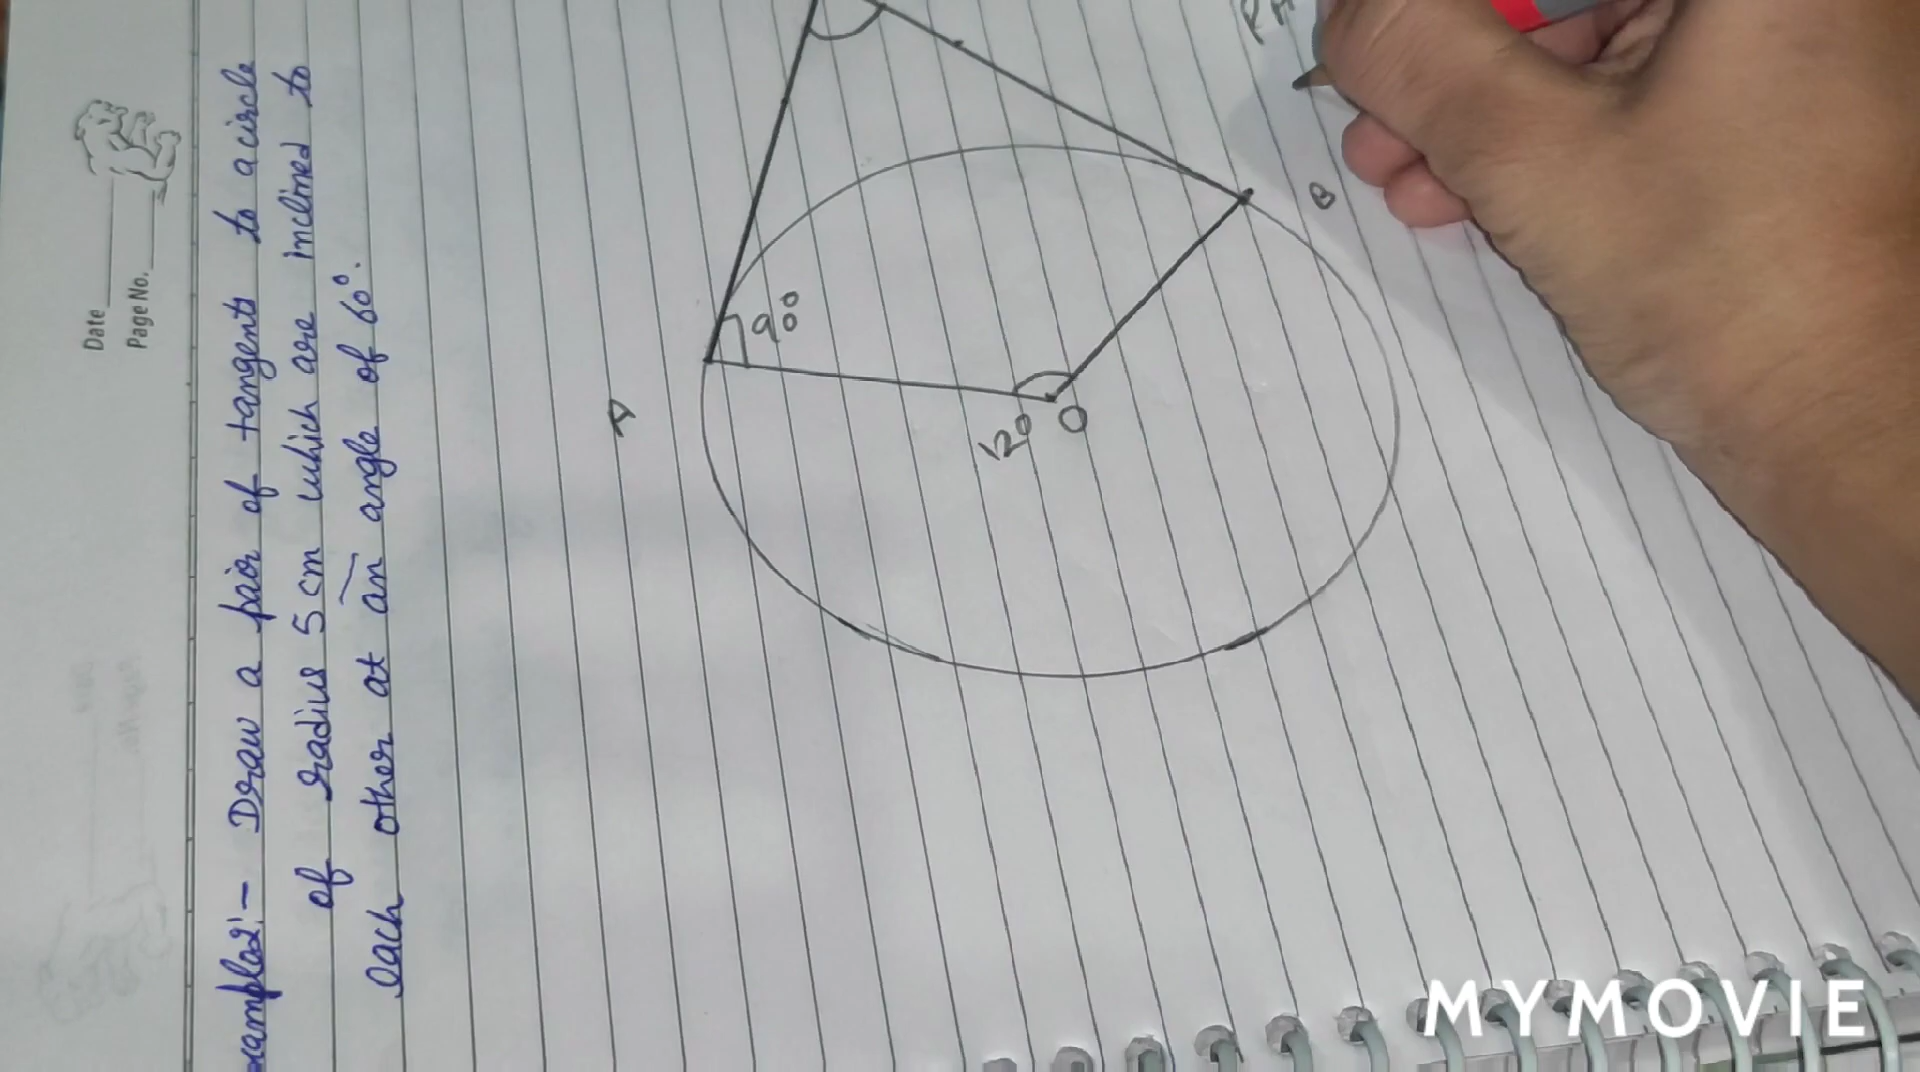 Date
Page No.
Draw a pair of tangents to a circle
of radius 5 cm which are inclined to
each other at an angle of 60°.
A
90°
120
O
B
MYMOVIE